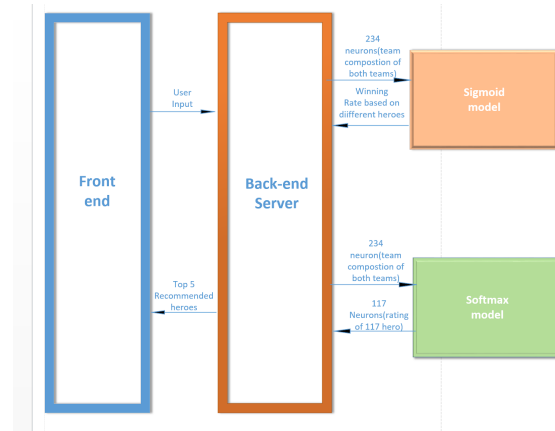 234
neurons(team
compostion of
both teams)
Sigmoid
model
User
Input
Winning
Rate based on
diifferent heroes
Front
end
Back-end
Server
234
neuron(team
compostion of
both teams)
Top 5
Recommended
heroes
117
Neurons(rating
of 117 hero)
Softmax
model